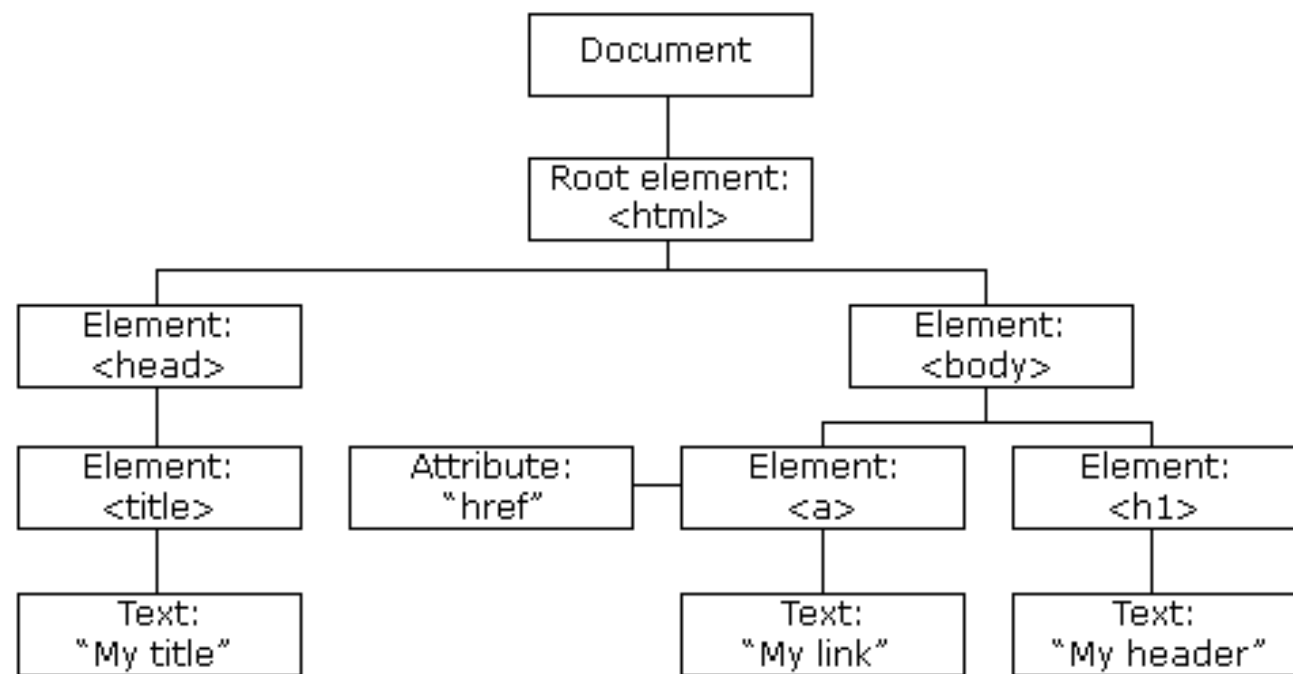 Document
Root element:
<html>
Element:
<head>
Element:
<body>
Element:
<title>
Attribute:
“href”
Element:
<a>
Element:
<h1>
Text:
“My title”
Text:
“My link”
Text:
“My header”